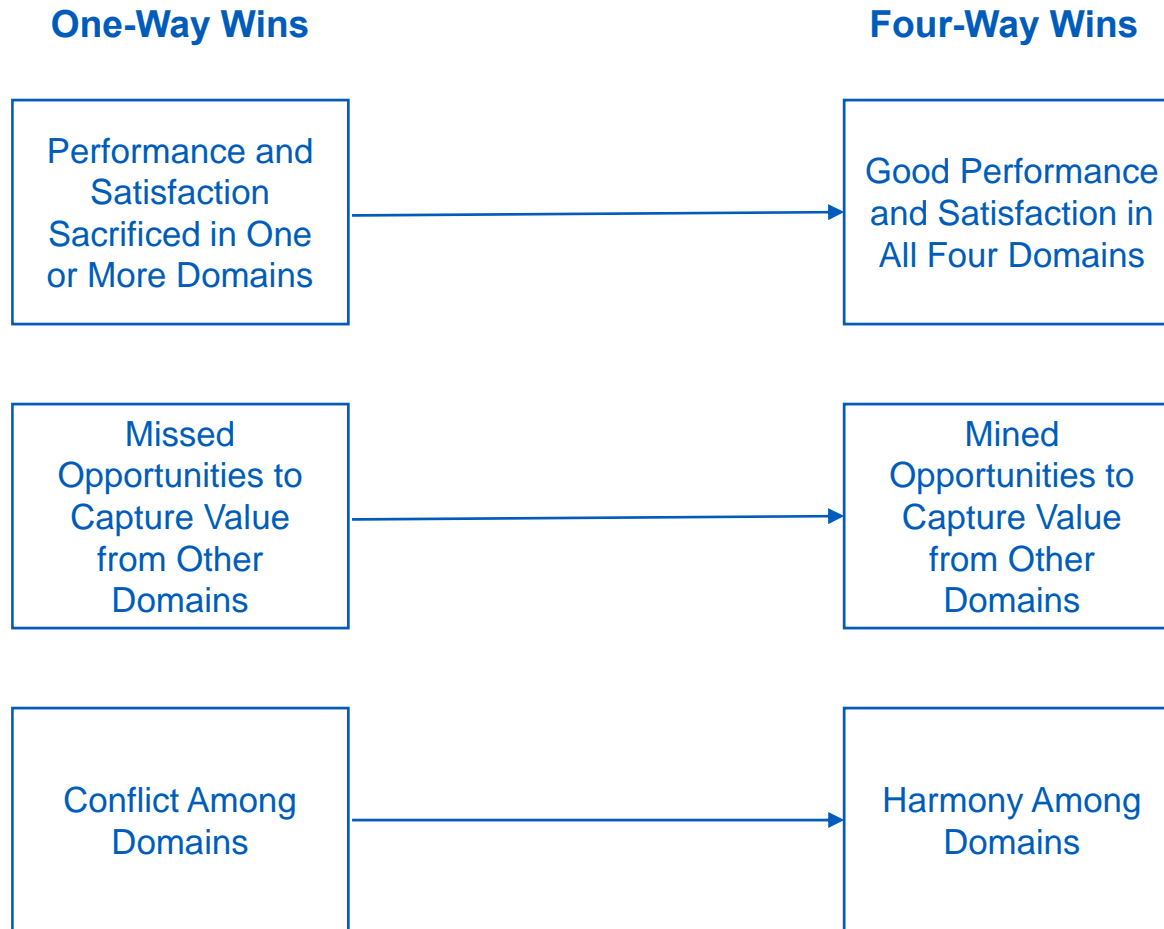 One-Way Wins
Four-Way Wins
Performance and
Satisfaction
Sacrificed in One
or More Domains
Good Performance
and Satisfaction in
All Four Domains
Missed
Opportunities to
Capture Value
from Other
Domains
Mined
Opportunities to
Capture Value
from Other
Domains
Conflict Among
Domains
Harmony Among
Domains